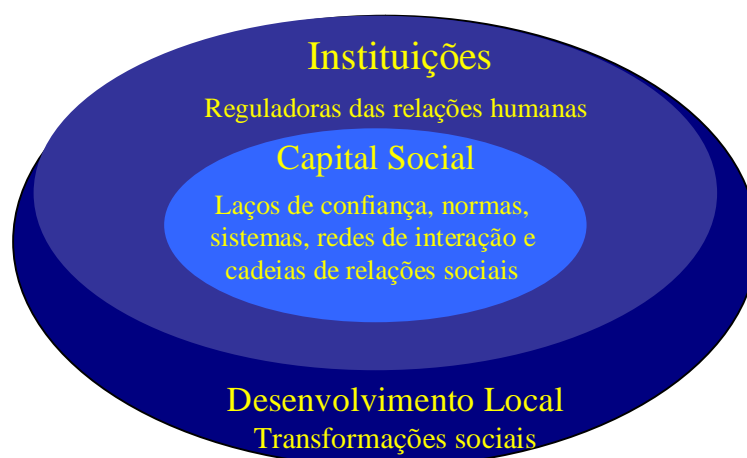 Instituições
Reguladoras das relações humanas
Capital Social
Laços de confiança, normas,
sistemas, redes de interação e
cadeias de relações sociais
Desenvolvimento Local
Transformações sociais